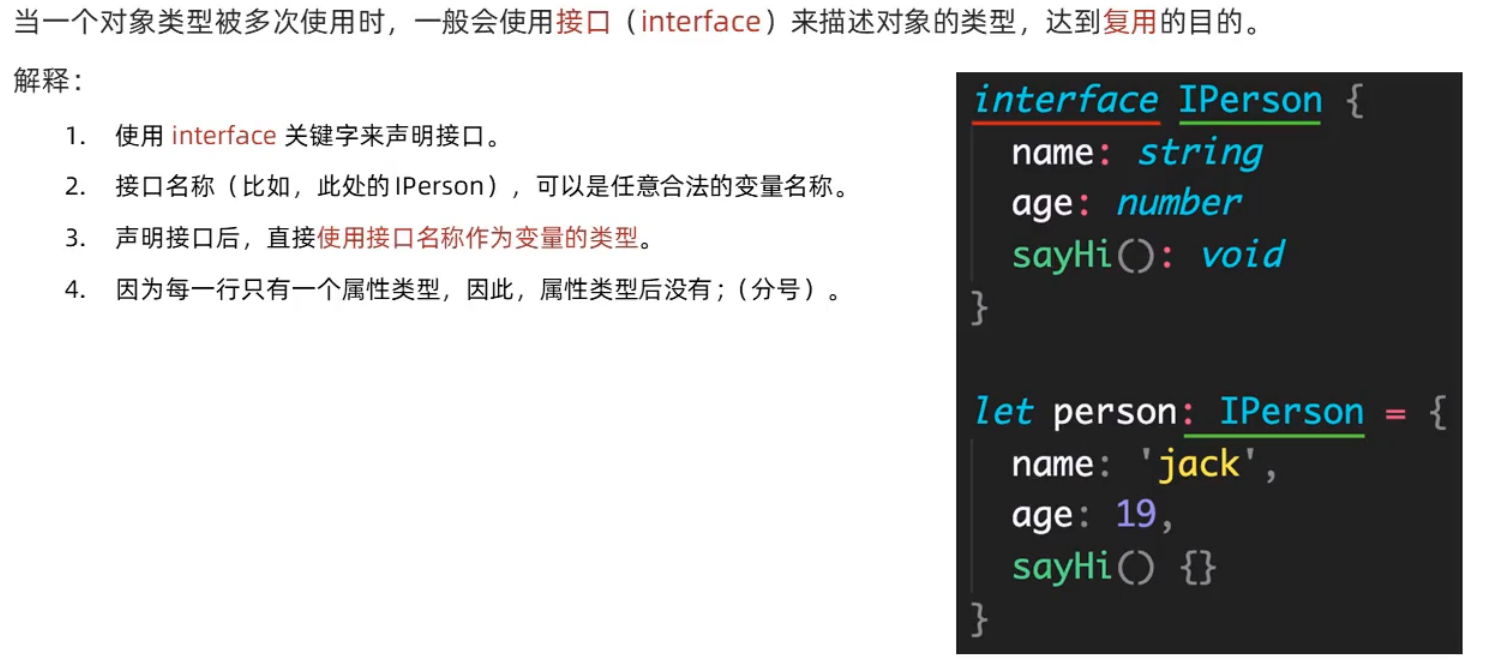 当一个对象类型被多次使用时，一般会使用接口（interface）来描述对象的类型，达到复用的目的。
解释：
1. 使用 interface 关键字来声明接口。
2. 接口名称（比如，此处的 IPerson），可以是任意合法的变量名称。
3. 声明接口后，直接使用接口名称作为变量的类型。
4. 因为每一行只有一个属性类型，因此，属性类型后没有 ;（分号）。
interface IPerson {
  name: string
  age: number
  sayHi(): void
}
let person: IPerson = {
  name: 'jack',
  age: 19,
  sayHi() {}
}